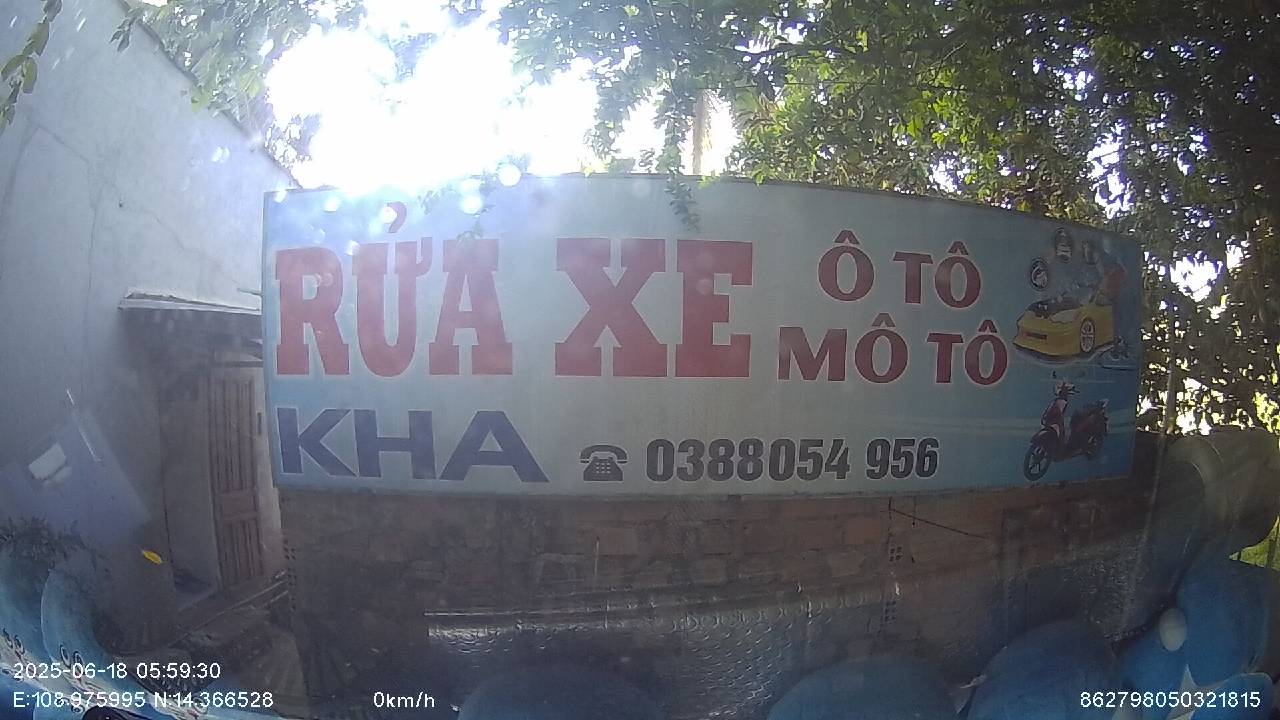 RỬA XE
Ô TÔ
MÔ TÔ
KHA
0388054 956
2025-06-18 05:59:30
E:108.975995 N:14.366528
0km/h
862798050321815